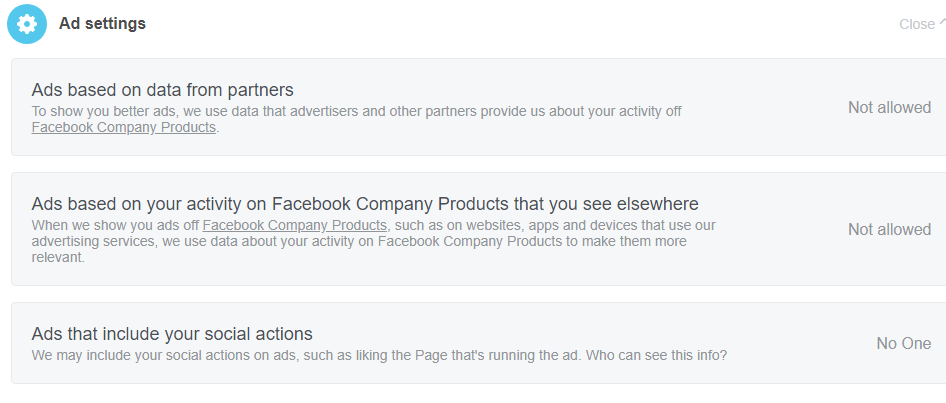 Ad settings
Close
Ads based on data from partners
To show you better ads, we use data that advertisers and other partners provide us about your activity off
Facebook Company Products.
Not allowed
Ads based on your activity on Facebook Company Products that you see elsewhere
When we show you ads off Facebook Company Products, such as on websites, apps and devices that use our
advertising services, we use data about your activity on Facebook Company Products to make them more
relevant.
Not allowed
Ads that include your social actions
We may include your social actions on ads, such as liking the Page that's running the ad. Who can see this info?
No One